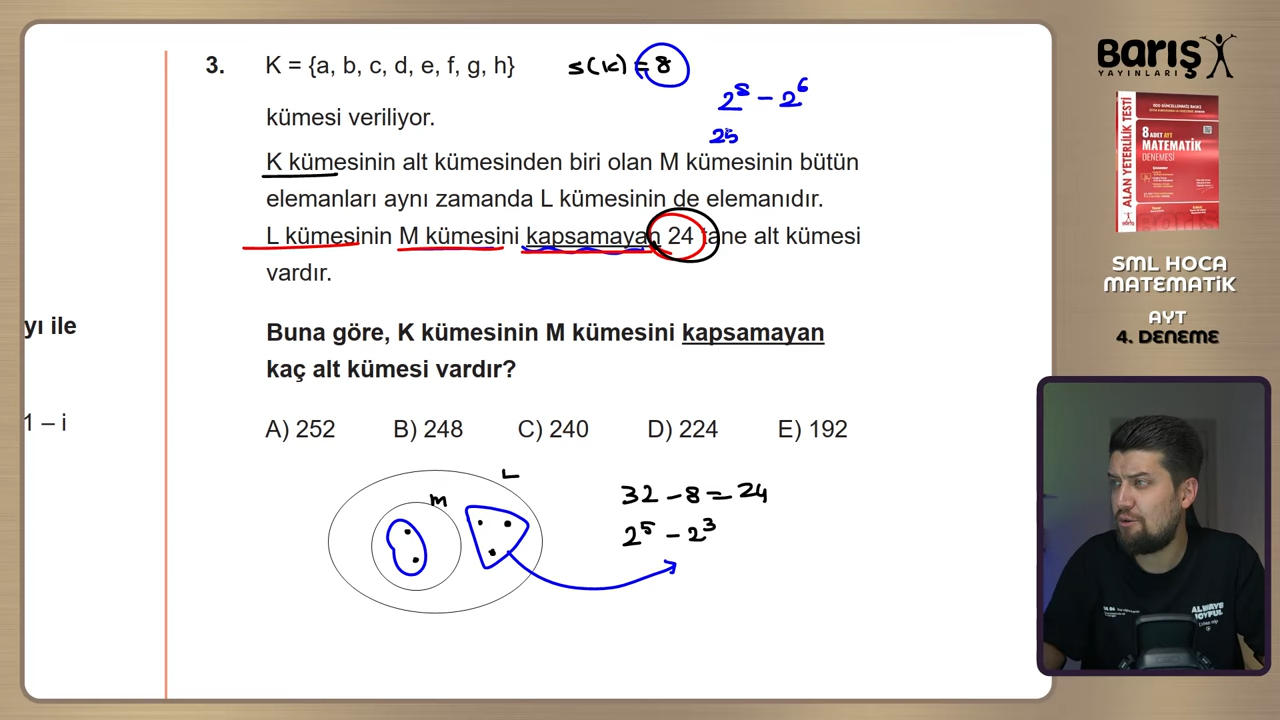 3. K = {a, b, c, d, e, f, g, h} s(K) = 8
2⁸ – 2⁶
kümesi veriliyor.
25
K kümesinin alt kümesinden biri olan M kümesinin bütün
elemanları aynı zamanda L kümesinin de elemanıdır.
L kümesinin M kümesini kapsamayan 24 tane alt kümesi
vardır.
Buna göre, K kümesinin M kümesini kapsamayan
kaç alt kümesi vardır?
A) 252 B) 248 C) 240 D) 224 E) 192
L
M
32 – 8 = 24
2⁵ – 2³
yı ile
1 – i
BARIŞ
YAYINLARI
ALAN YETERLİLİK TESTİ
8 ADET AYT
MATEMATİK
DENEMESİ
SML HOCA
MATEMATİK
AYT
4. DENEME
ALWAYS
JOYFUL